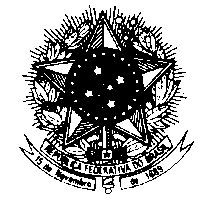 REPUBLICA FEDERATIVA DO BRASIL
15 de Novembro de 1889